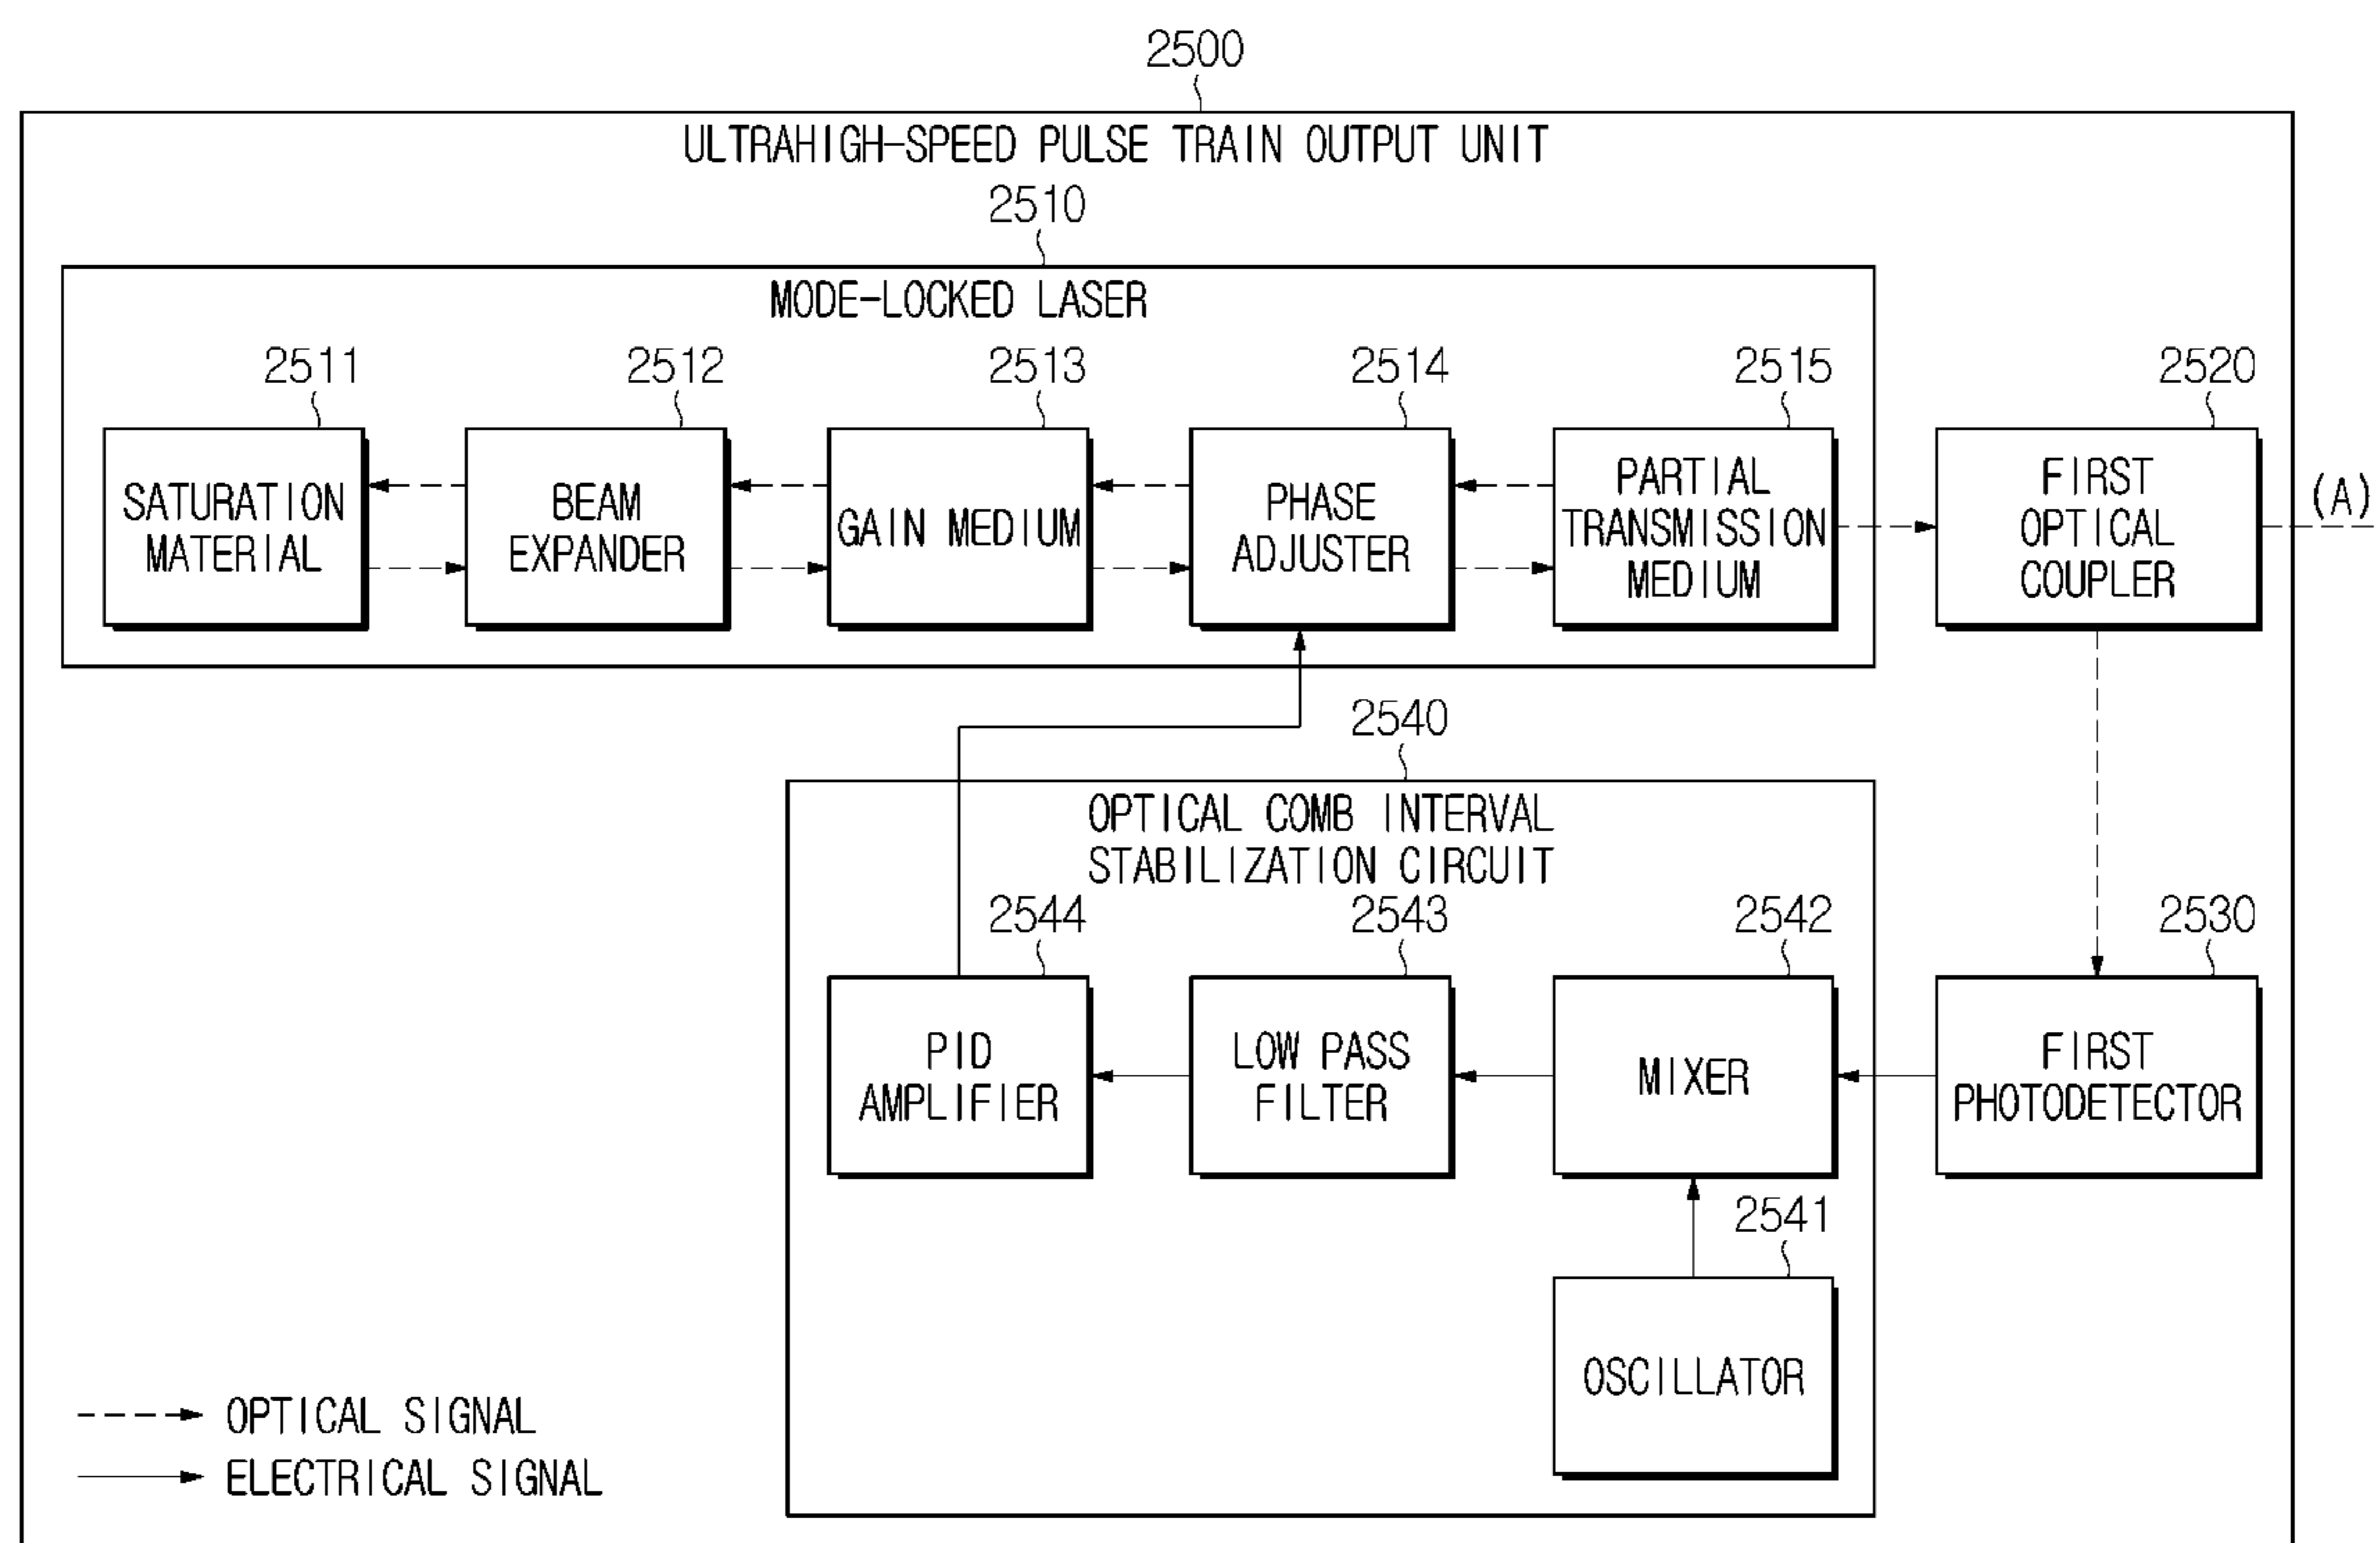 2500
ULTRAHIGH-SPEED PULSE TRAIN OUTPUT UNIT
2510
MODE-LOCKED LASER
2511
2512
2513
2514
2515
2520
SATURATION
MATERIAL
BEAM
EXPANDER
GAIN MEDIUM
PHASE
ADJUSTER
PARTIAL
TRANSMISSION
MEDIUM
FIRST
OPTICAL
COUPLER
(A)
2540
OPTICAL COMB INTERVAL
STABILIZATION CIRCUIT
2544
2543
2542
2530
PID
AMPLIFIER
LOW PASS
FILTER
MIXER
FIRST
PHOTODETECTOR
2541
OSCILLATOR
OPTICAL SIGNAL
ELECTRICAL SIGNAL